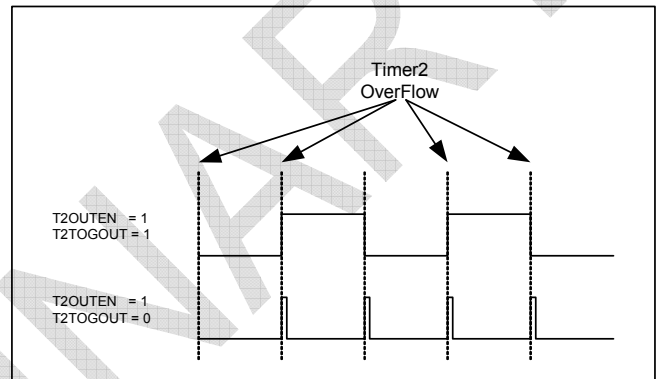 Timer2
OverFlow
T2OUTEN = 1
T2TOGOUT = 1
T2OUTEN = 1
T2TOGOUT = 0